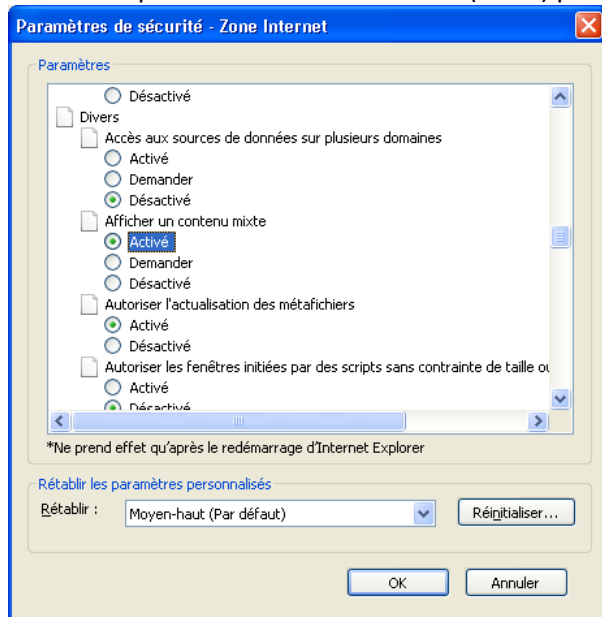 Paramètres de sécurité - Zone Internet
Paramètres
Désactivé
Divers
Accès aux sources de données sur plusieurs domaines
Activé
Demander
Désactivé
Afficher un contenu mixte
Activé
Demander
Désactivé
Autoriser l'actualisation des métafichiers
Activé
Désactivé
Autoriser les fenêtres initiées par des scripts sans contrainte de taille
Activé
Désactivé
*Ne prend effet qu'après le redémarrage d'Internet Explorer
Rétablir les paramètres personnalisés
Rétablir :
Moyen-haut (Par défaut)
Réinitialiser...
OK
Annuler